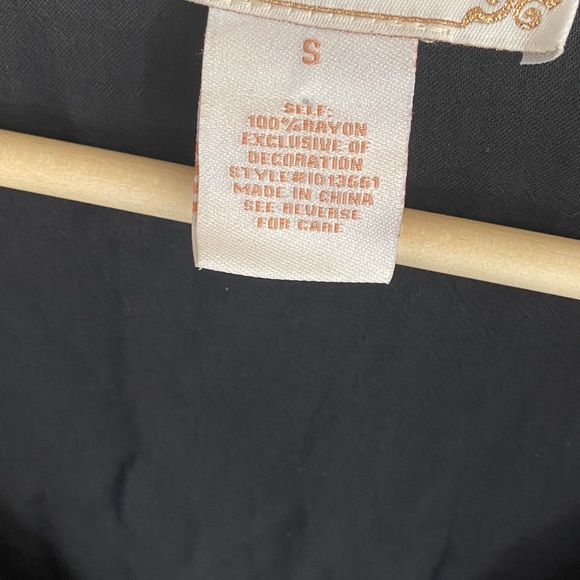 S
SELF:
100%RAYON
EXCLUSIVE OF
DECORATION
STYLE#ID13661
MADE IN CHINA
SEE REVERSE
FOR CARE